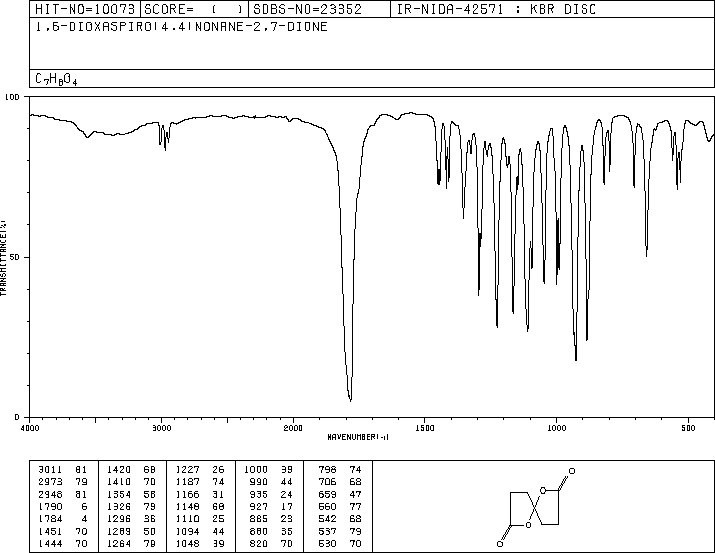 HIT-NO=10073 SCORE= ( ) SDBS-NO=23352 IR-NIDA-42571 : KBR DISC
1,6-DIOXASPIRO(4.4)NONANE-2,7-DIONE
C7H8O4
100
50
0
TRANSMITTANCE(%)
4000 3000 2000 1500 1000 500
WAVENUMBER(-1)
3011 81 1420 68 1227 26 1000 39 798 74
2973 79 1410 70 1187 74 990 44 706 68
2948 81 1354 58 1166 31 935 24 659 47
1790 6 1326 79 1148 68 927 17 560 77
1784 4 1296 36 1110 25 885 23 542 68
1451 70 1289 50 1094 44 880 35 537 79
1444 70 1264 79 1048 39 820 70 530 70
O
O
O
O